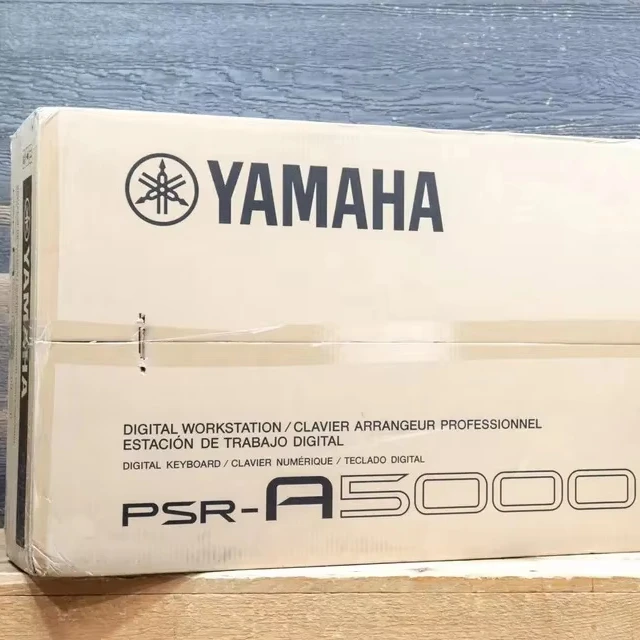 YAMAHA
YAMAHA
DIGITAL WORKSTATION / CLAVIER ARRANGEUR PROFESSIONNEL
ESTACIÓN DE TRABAJO DIGITAL
DIGITAL KEYBOARD / CLAVIER NUMÉRIQUE / TECLADO DIGITAL
PSR-A5000